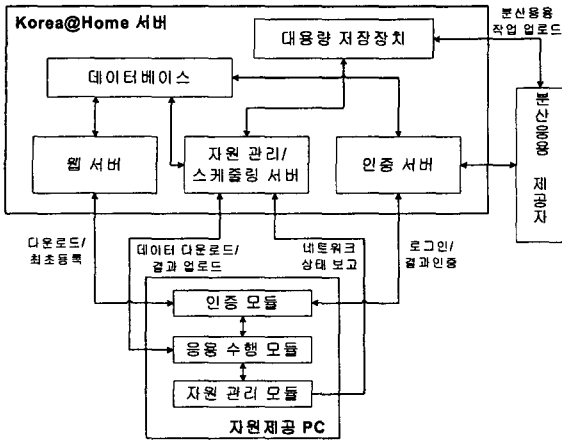 Korea@Home 서버
대용량 저장장치
분산응용
작업 업로드
데이터베이스
웹 서버
자원 관리/
스케줄링 서버
인증 서버
분산응용 제공자
다운로드/
최초등록
데이터 다운로드/
결과 업로드
네트워크
상태 보고
로그인/
결과인증
인증 모듈
응용 수행 모듈
자원 관리 모듈
자원제공 PC